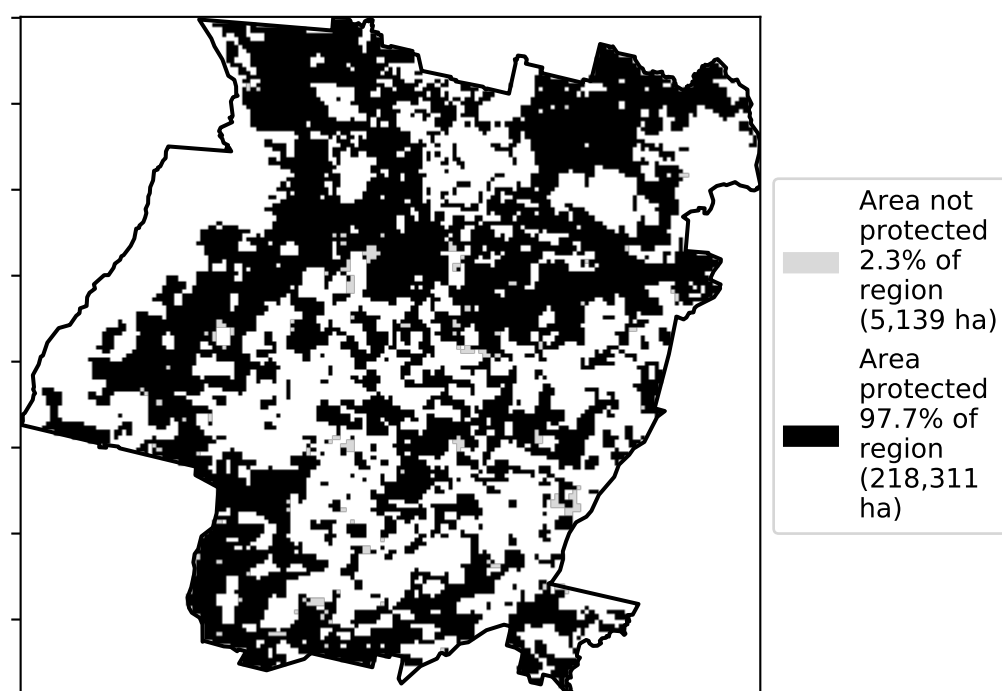 Area not
protected
2.3% of
region
(5,139 ha)
Area
protected
97.7% of
region
(218,311
ha)